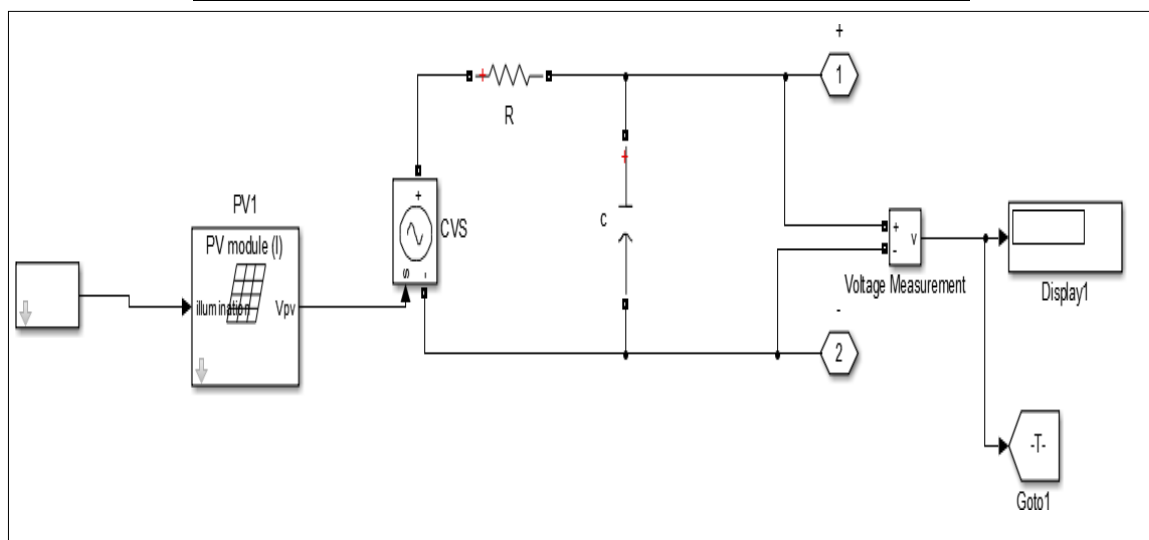 +
1
R
PV1
PV module (I)
illumination
Vpv
+
CVS
s
-
+
c
+
-
v
Voltage Measurement
Display1
-
2
-T-
Goto1